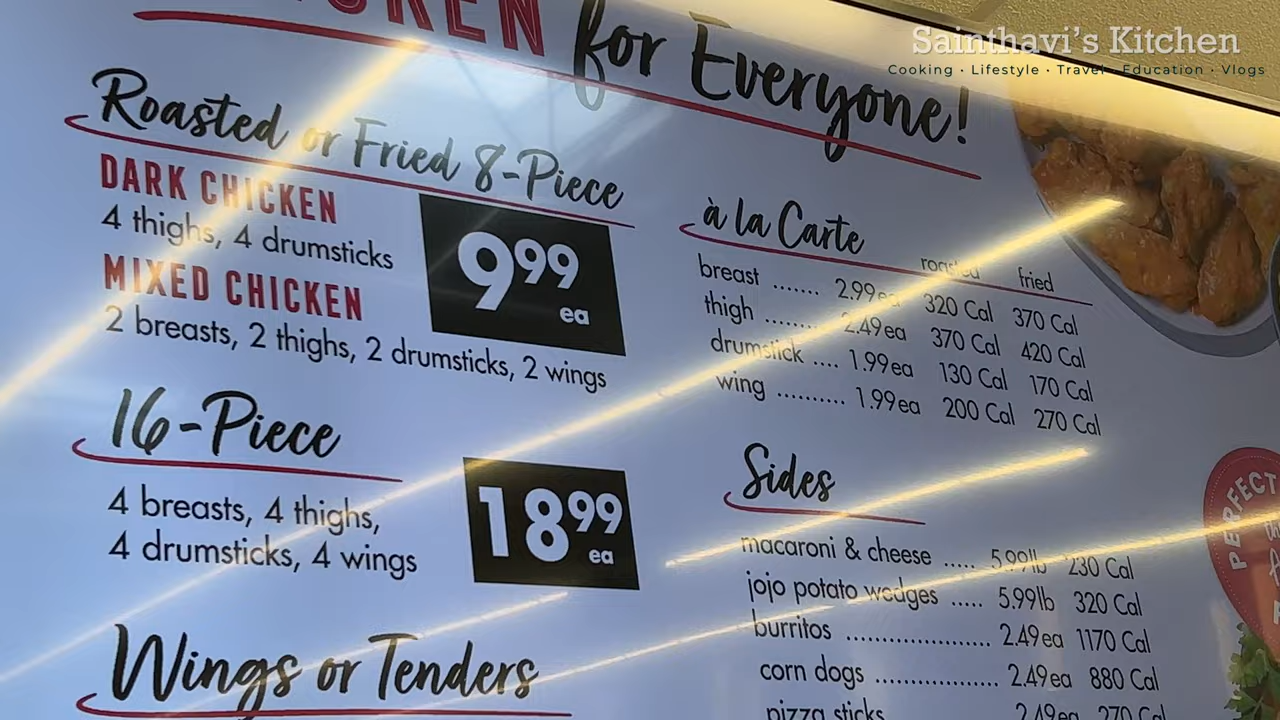 CKEN for Everyone!
Sainthavi's Kitchen
Cooking · Lifestyle · Travel · Education · Vlogs
Roasted or Fried 8-Piece
DARK CHICKEN
4 thighs, 4 drumsticks
MIXED CHICKEN
2 breasts, 2 thighs, 2 drumsticks, 2 wings
9.99 ea
16-Piece
4 breasts, 4 thighs,
4 drumsticks, 4 wings
18.99 ea
Wings or Tenders
à la Carte
roasted fried
breast ....... 2.99ea 320 Cal 370 Cal
thigh ........ 2.49ea 370 Cal 420 Cal
drumstick .... 1.99ea 130 Cal 170 Cal
wing .......... 1.99ea 200 Cal 270 Cal
Sides
macaroni & cheese ..... 5.99lb 230 Cal
jojo potato wedges ..... 5.99lb 320 Cal
burritos ..................... 2.49ea 1170 Cal
corn dogs .................. 2.49ea 880 Cal
pizza sticks 2.49ea 270 Cal
PERFECT